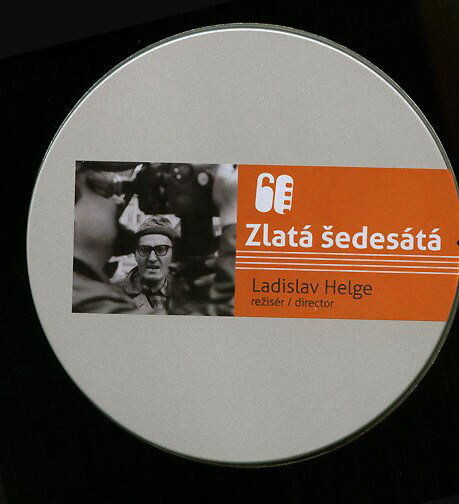 60
Zlatá šedesátá
Ladislav Helge
režisér / director